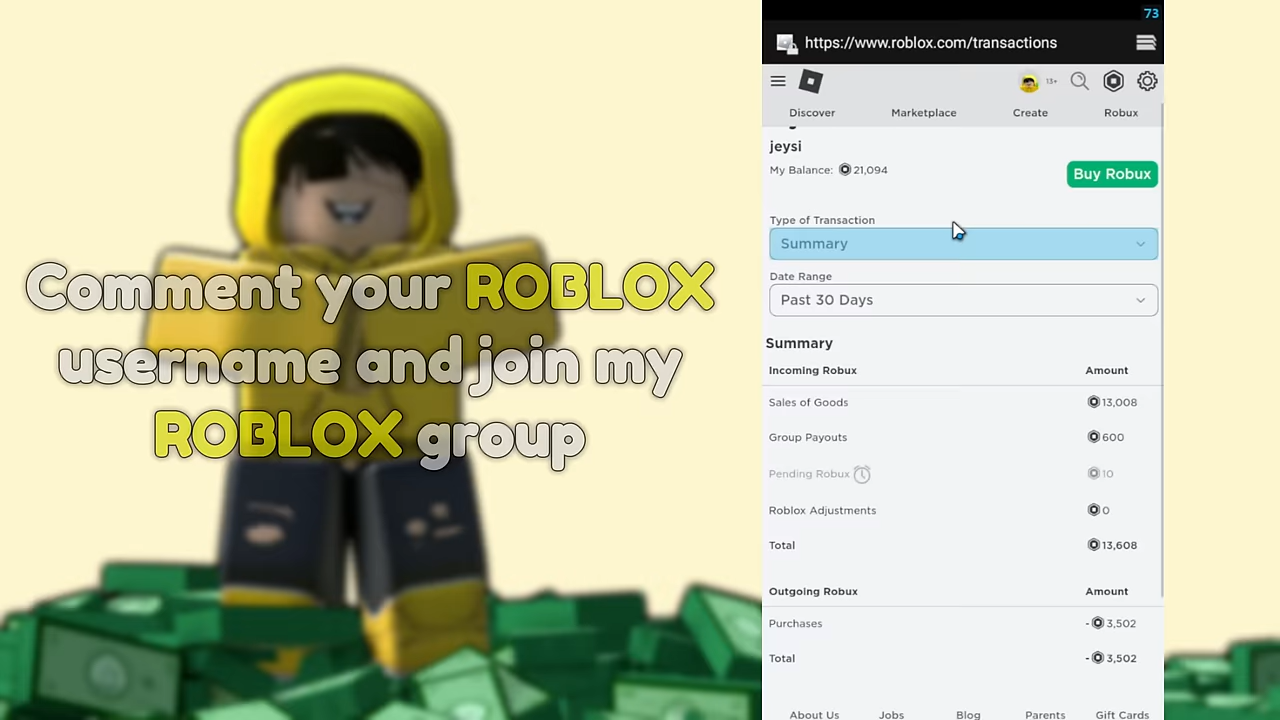 Comment your ROBLOX
username and join my
ROBLOX group
73
https://www.roblox.com/transactions
13+
Discover Marketplace Create Robux
jeysi
My Balance: 21,094
Buy Robux
Type of Transaction
Summary
Date Range
Past 30 Days
Summary
Incoming Robux Amount
Sales of Goods 13,008
Group Payouts 600
Pending Robux 10
Roblox Adjustments 0
Total 13,608
Outgoing Robux Amount
Purchases -3,502
Total -3,502
About Us Jobs Blog Parents Gift Cards